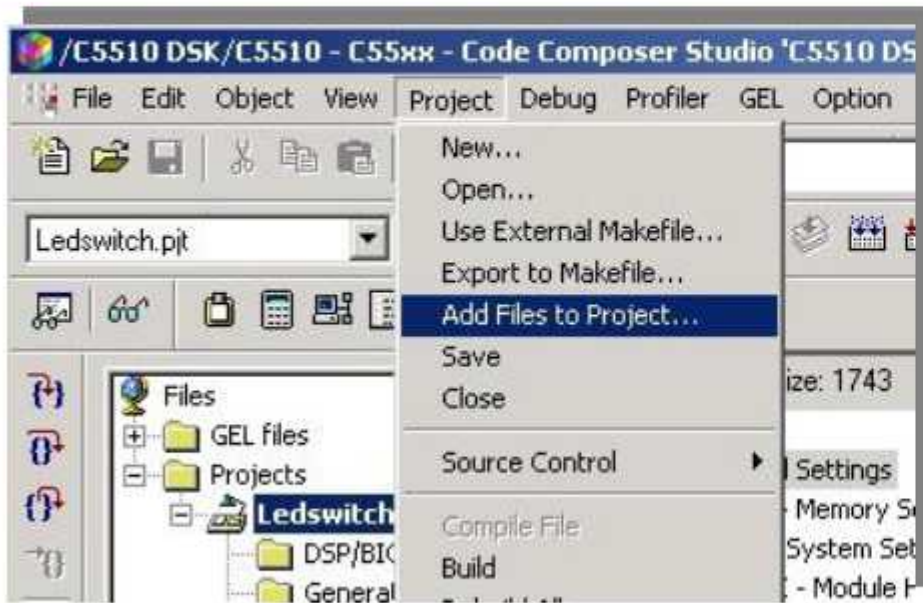 /C5510 DSK/C5510 - C55xx - Code Composer Studio 'C5510 DS
File Edit Object View Project Debug Profiler GEL Option
New...
Open...
Ledswitch.pjt
Use External Makefile...
Export to Makefile...
Add Files to Project...
Save
Close
ize: 1743
Files
GEL files
Projects
Source Control
Settings
Ledswitch
Memory
Compile File
DSP/BIO
System Set
Build
General
- Module